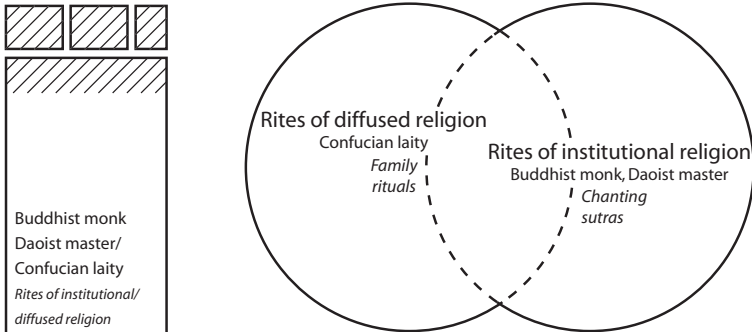 Buddhist monk
Daoist master/
Confucian laity
Rites of institutional/
diffused religion
Rites of diffused religion
Confucian laity
Family
rituals
Rites of institutional religion
Buddhist monk, Daoist master
Chanting
sutras